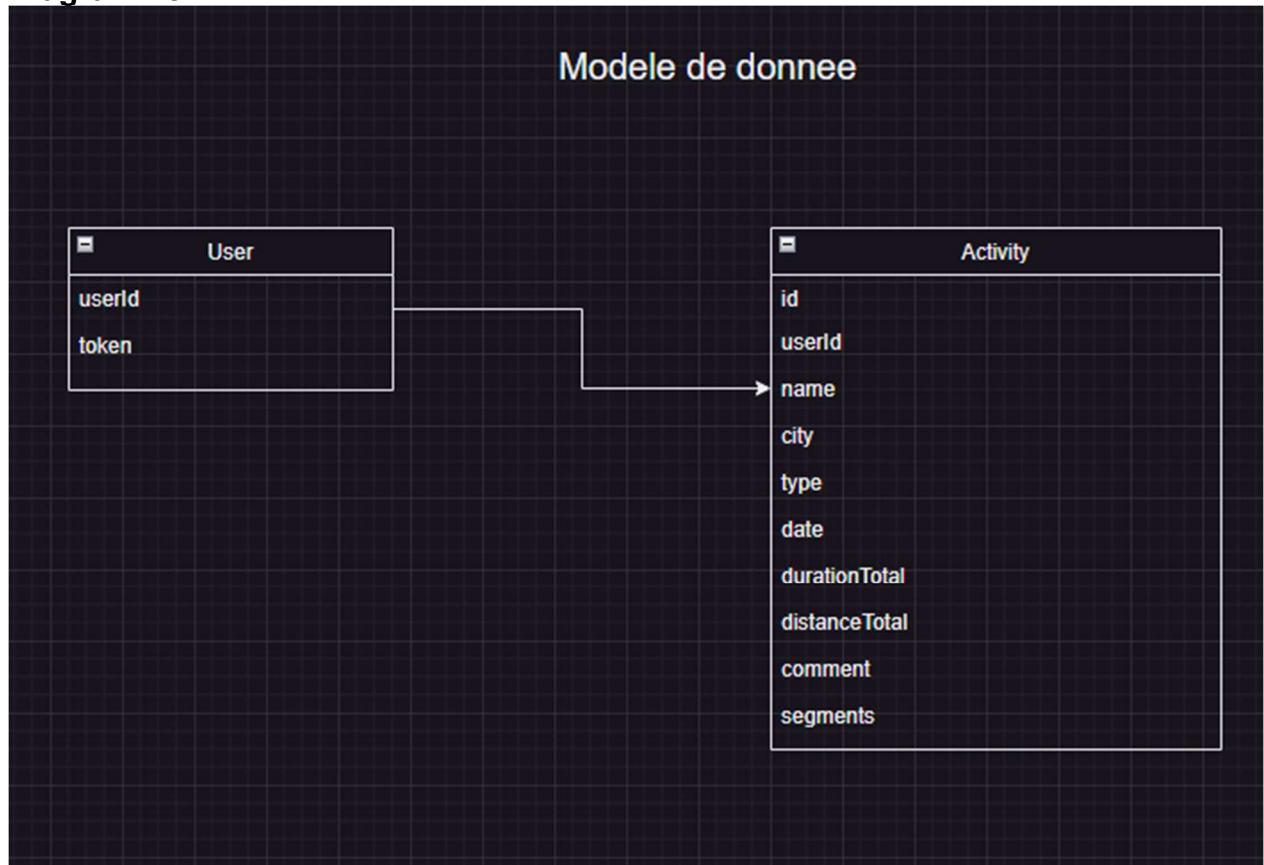 Modele de donnee
User
userId
token
Activity
id
userId
name
city
type
date
durationTotal
distanceTotal
comment
segments